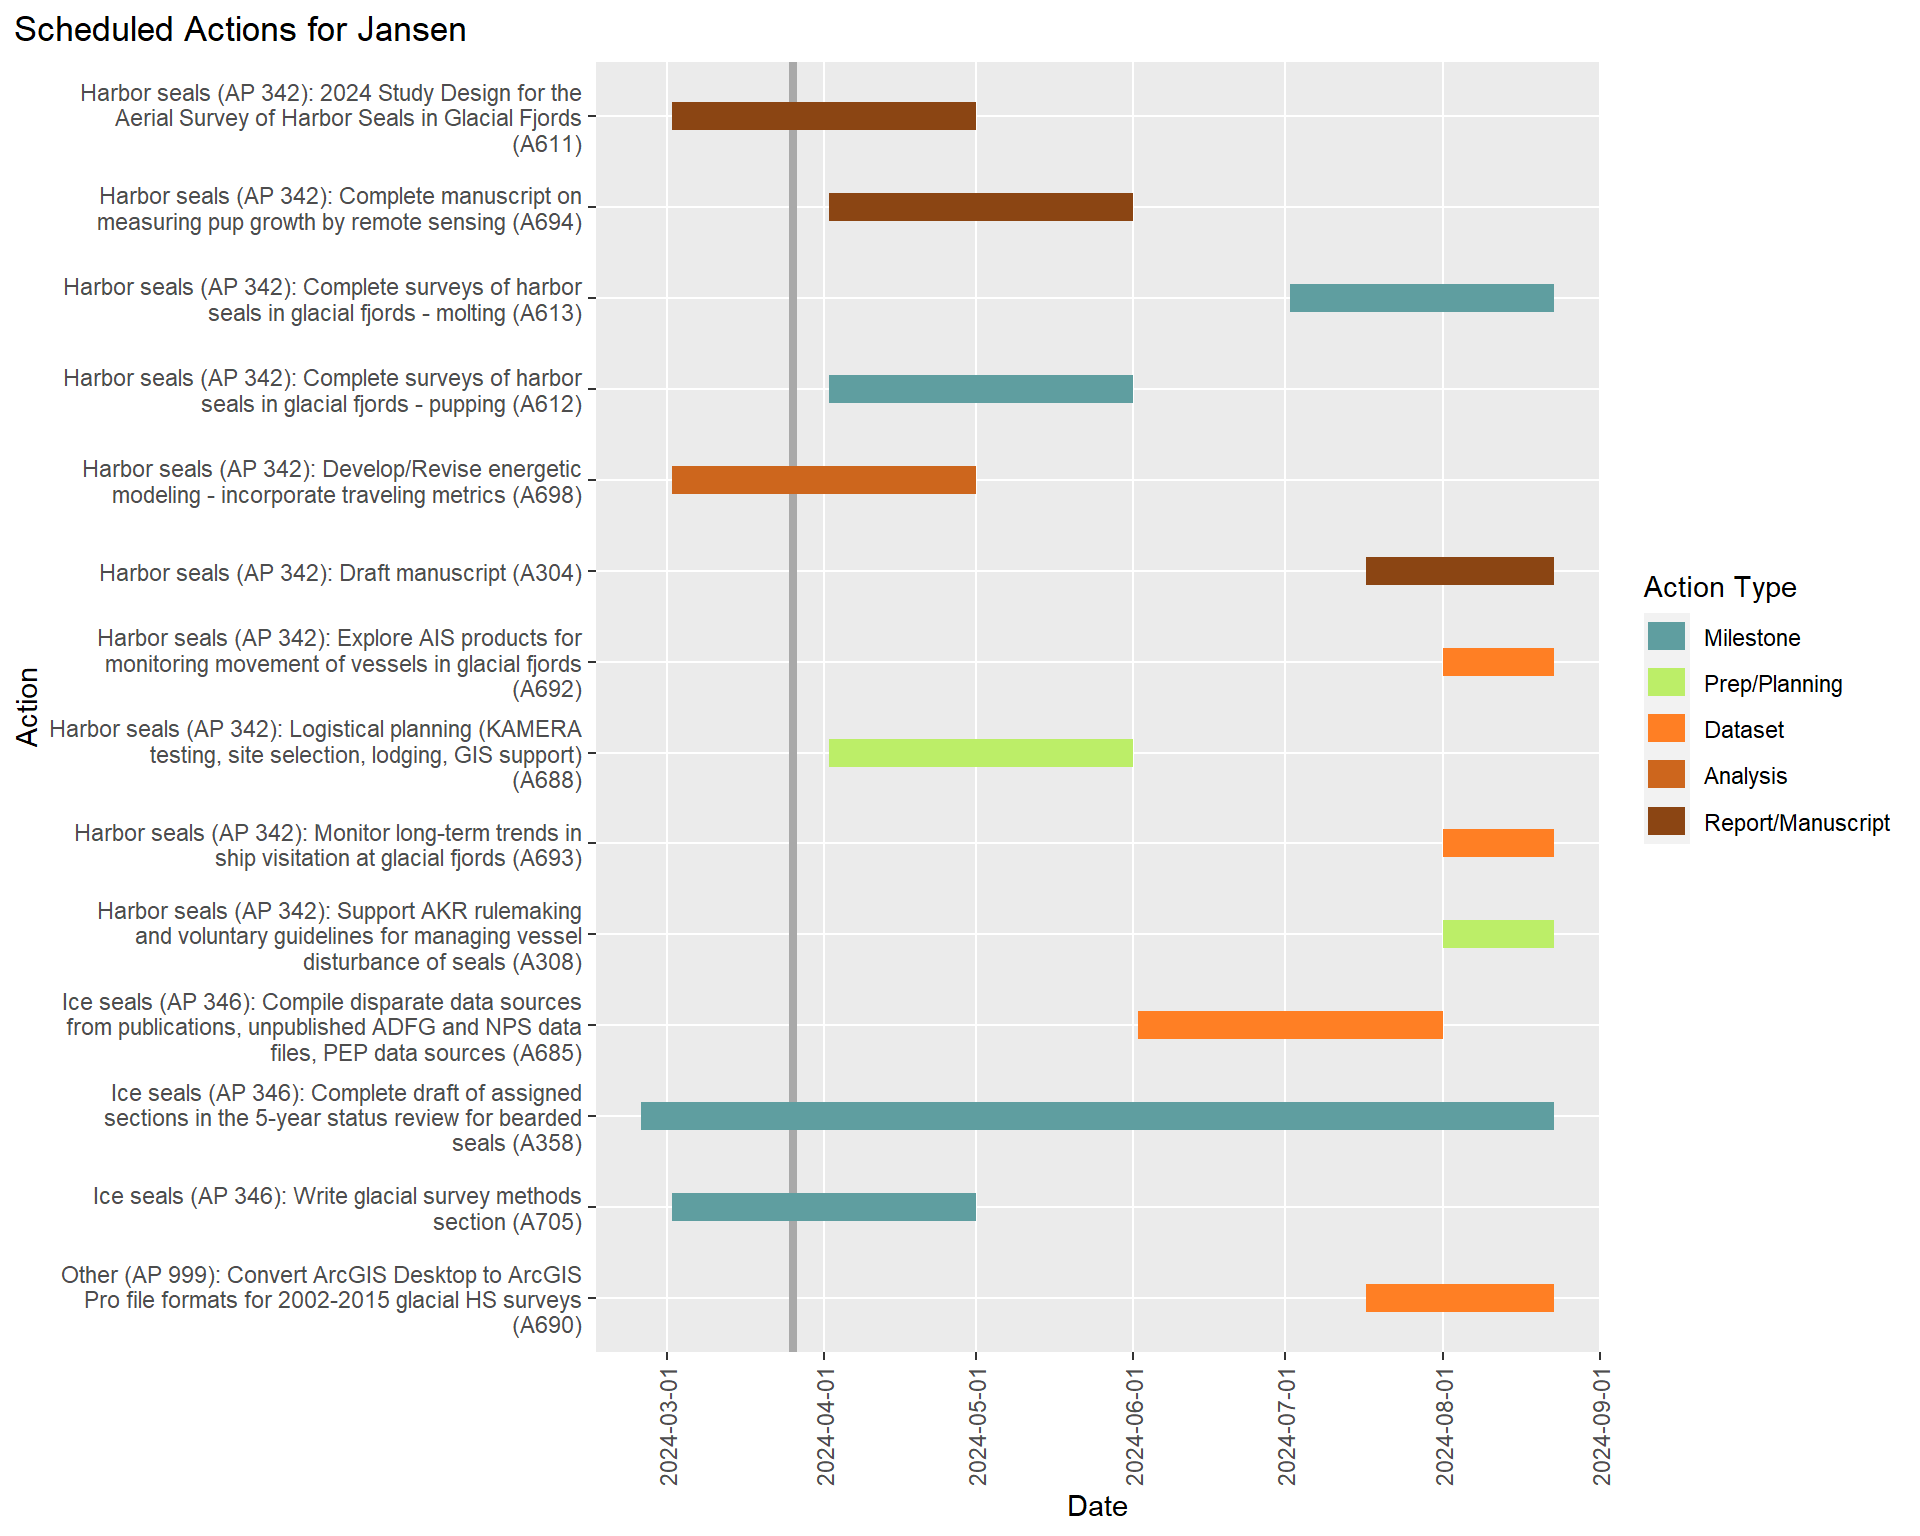 Scheduled Actions for Jansen
Harbor seals (AP 342): 2024 Study Design for the
Aerial Survey of Harbor Seals in Glacial Fjords
(A611)
Harbor seals (AP 342): Complete manuscript on
measuring pup growth by remote sensing (A694)
Harbor seals (AP 342): Complete surveys of harbor
seals in glacial fjords - molting (A613)
Harbor seals (AP 342): Complete surveys of harbor
seals in glacial fjords - pupping (A612)
Harbor seals (AP 342): Develop/Revise energetic
modeling - incorporate traveling metrics (A698)
Harbor seals (AP 342): Draft manuscript (A304)
Harbor seals (AP 342): Explore AIS products for
monitoring movement of vessels in glacial fjords
(A692)
Harbor seals (AP 342): Logistical planning (KAMERA
testing, site selection, lodging, GIS support)
(A688)
Harbor seals (AP 342): Monitor long-term trends in
ship visitation at glacial fjords (A693)
Harbor seals (AP 342): Support AKR rulemaking
and voluntary guidelines for managing vessel
disturbance of seals (A308)
Ice seals (AP 346): Compile disparate data sources
from publications, unpublished ADFG and NPS data
files, PEP data sources (A685)
Ice seals (AP 346): Complete draft of assigned
sections in the 5-year status review for bearded
seals (A358)
Ice seals (AP 346): Write glacial survey methods
section (A705)
Other (AP 999): Convert ArcGIS Desktop to ArcGIS
Pro file formats for 2002-2015 glacial HS surveys
(A690)
Action
2024-03-01
2024-04-01
2024-05-01
2024-06-01
2024-07-01
2024-08-01
2024-09-01
Date
Action Type
Milestone
Prep/Planning
Dataset
Analysis
Report/Manuscript